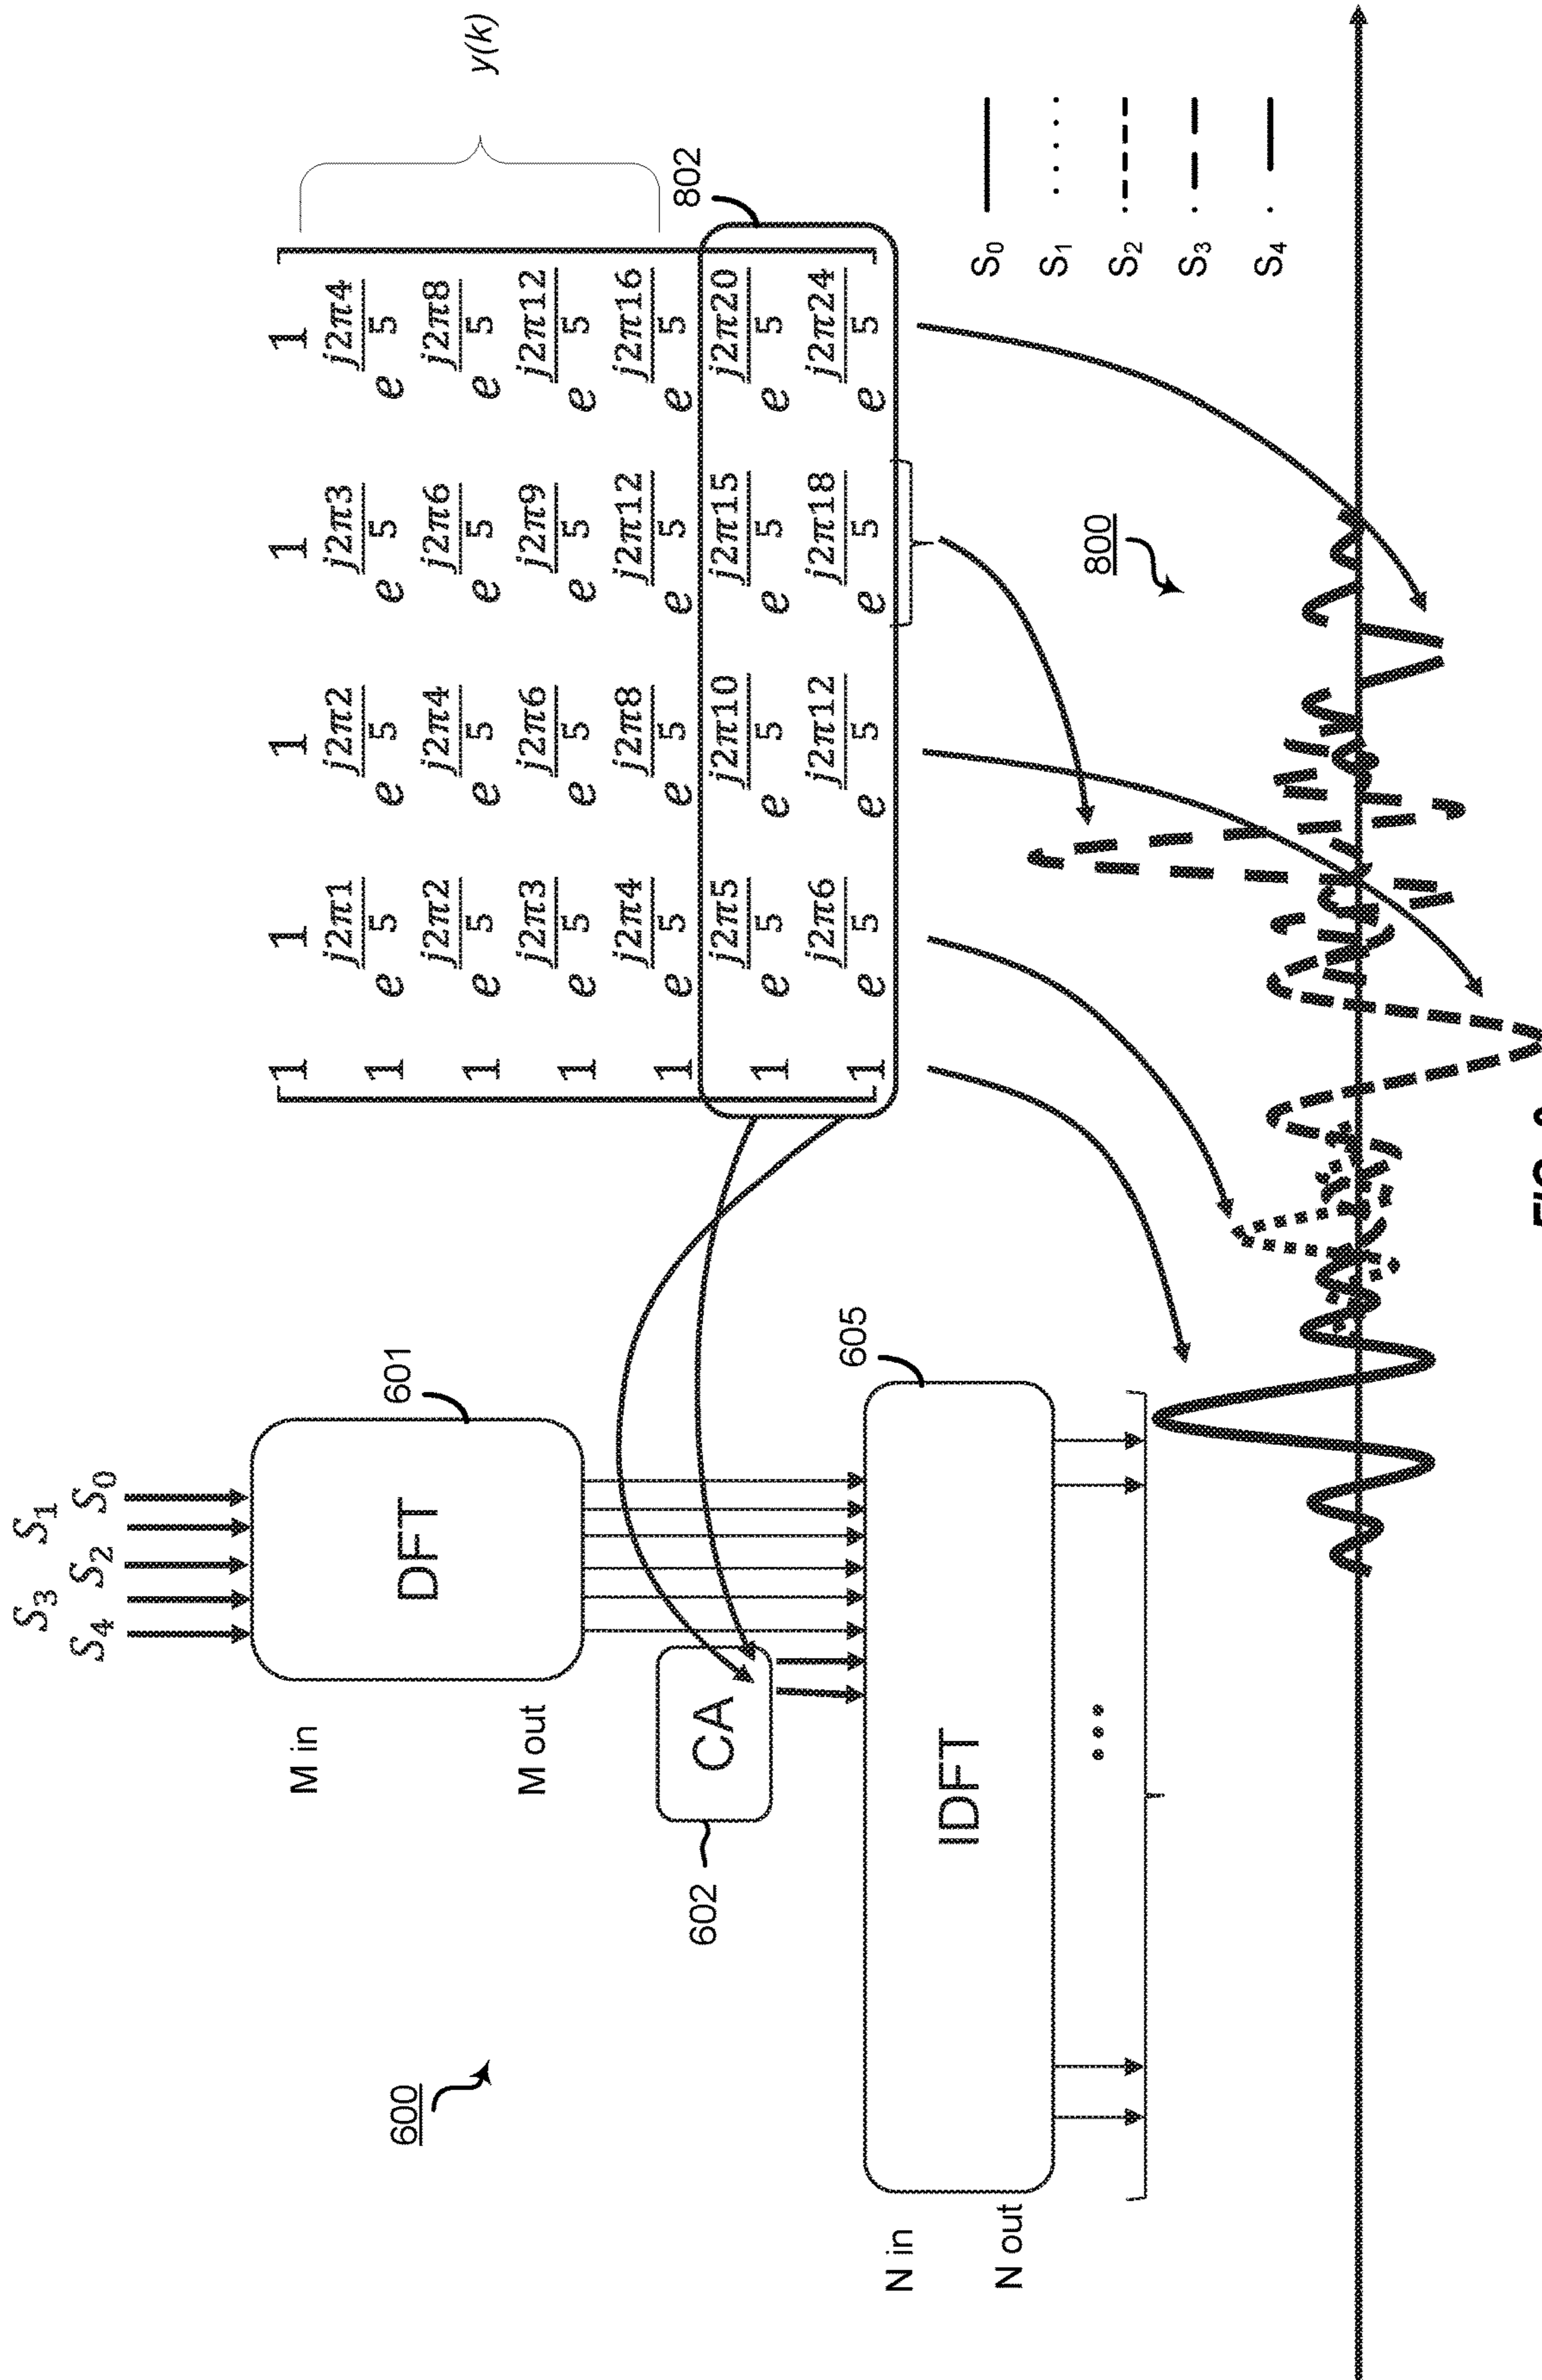 600
S₃ S₁
S₄ S₂ S₀
M in
DFT
601
M out
602
CA
N in
IDFT
605
N out
...
1 1 1 1 1
1 e^(j2π1/5) e^(j2π2/5) e^(j2π3/5) e^(j2π4/5)
1 e^(j2π2/5) e^(j2π4/5) e^(j2π6/5) e^(j2π8/5)
1 e^(j2π3/5) e^(j2π6/5) e^(j2π9/5) e^(j2π12/5)
1 e^(j2π4/5) e^(j2π8/5) e^(j2π12/5) e^(j2π16/5)
1 e^(j2π5/5) e^(j2π10/5) e^(j2π15/5) e^(j2π20/5)
1 e^(j2π6/5) e^(j2π12/5) e^(j2π18/5) e^(j2π24/5)
y(k)
802
800
S₀
S₁
S₂
S₃
S₄